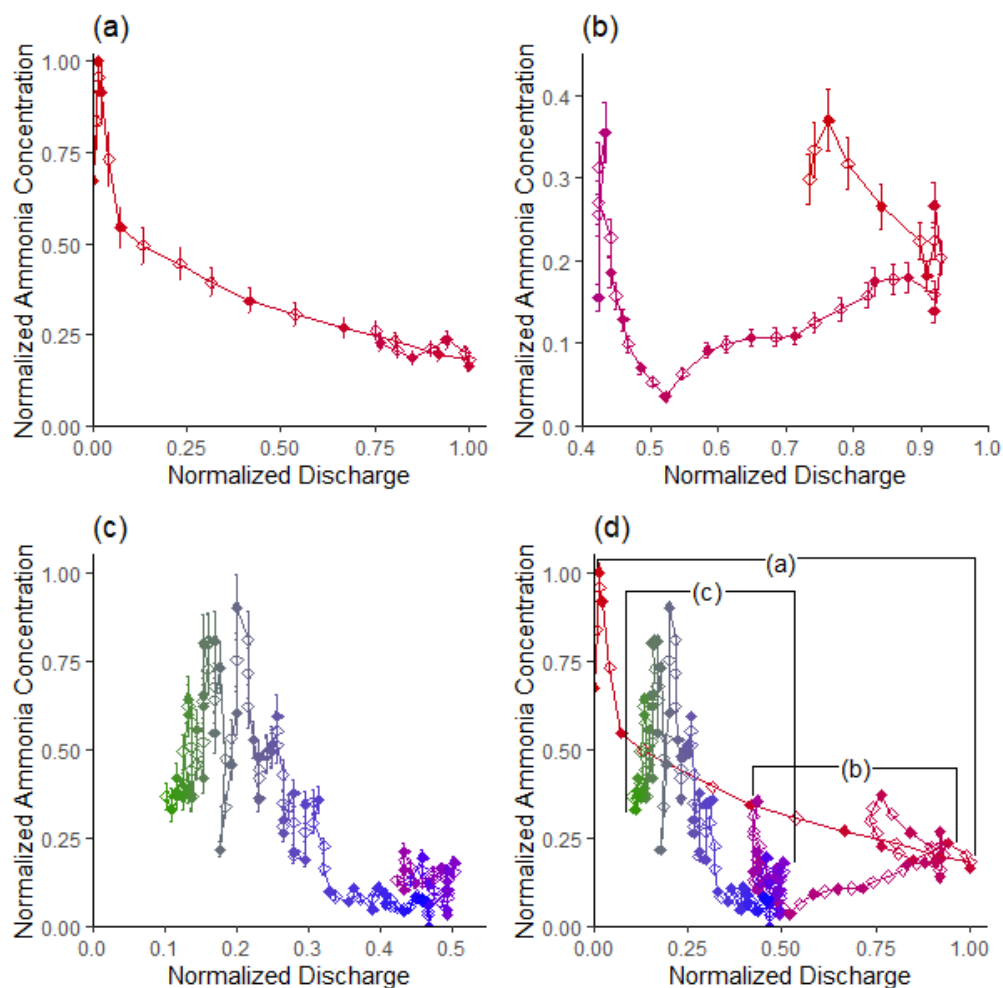 (a)
Normalized Ammonia Concentration
1.00
0.75
0.50
0.25
0.00
0.00 0.25 0.50 0.75 1.00
Normalized Discharge
(b)
Normalized Ammonia Concentration
0.4
0.3
0.2
0.1
0.0
0.4 0.5 0.6 0.7 0.8 0.9 1.0
Normalized Discharge
(c)
Normalized Ammonia Concentration
1.00
0.75
0.50
0.25
0.00
0.0 0.1 0.2 0.3 0.4 0.5
Normalized Discharge
(d)
Normalized Ammonia Concentration
1.00
0.75
0.50
0.25
0.00
(a)
(c)
(b)
0.00 0.25 0.50 0.75 1.00
Normalized Discharge